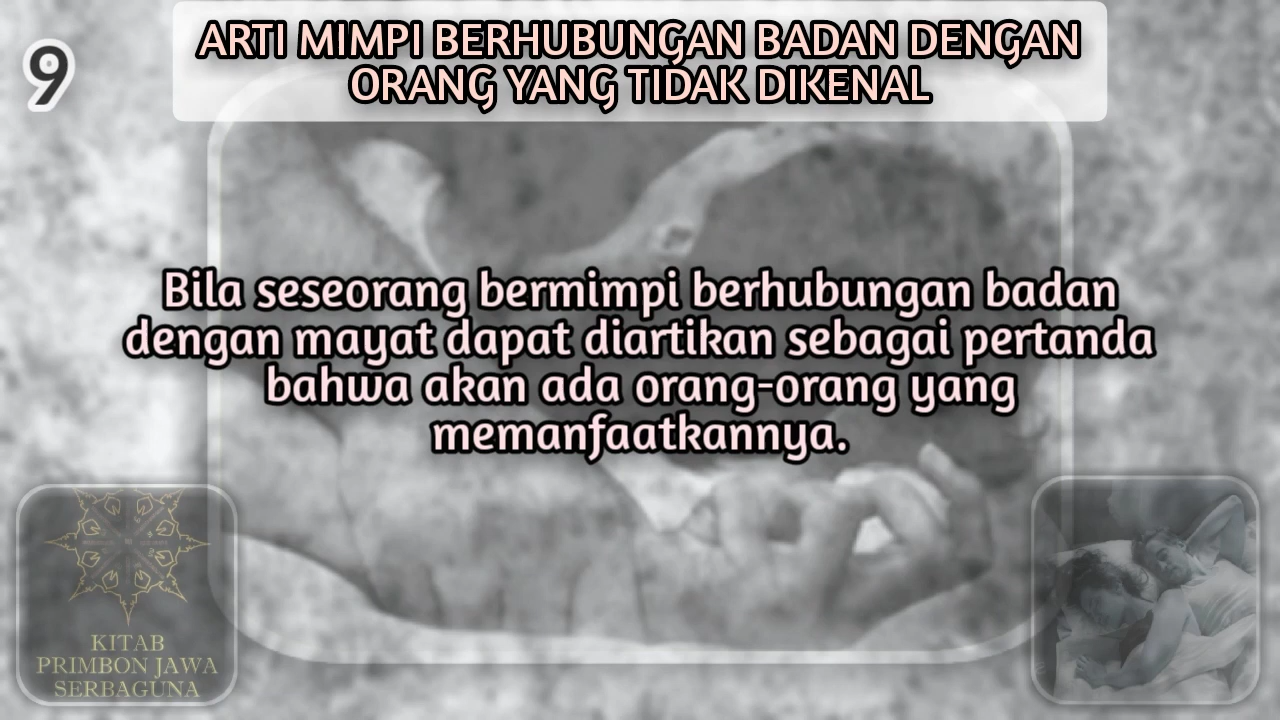 9
ARTI MIMPI BERHUBUNGAN BADAN DENGAN
ORANG YANG TIDAK DIKENAL
Bila seseorang bermimpi berhubungan badan
dengan mayat dapat diartikan sebagai pertanda
bahwa akan ada orang-orang yang
memanfaatkannya.
KITAB
PRIMBON JAWA
SERBAGUNA